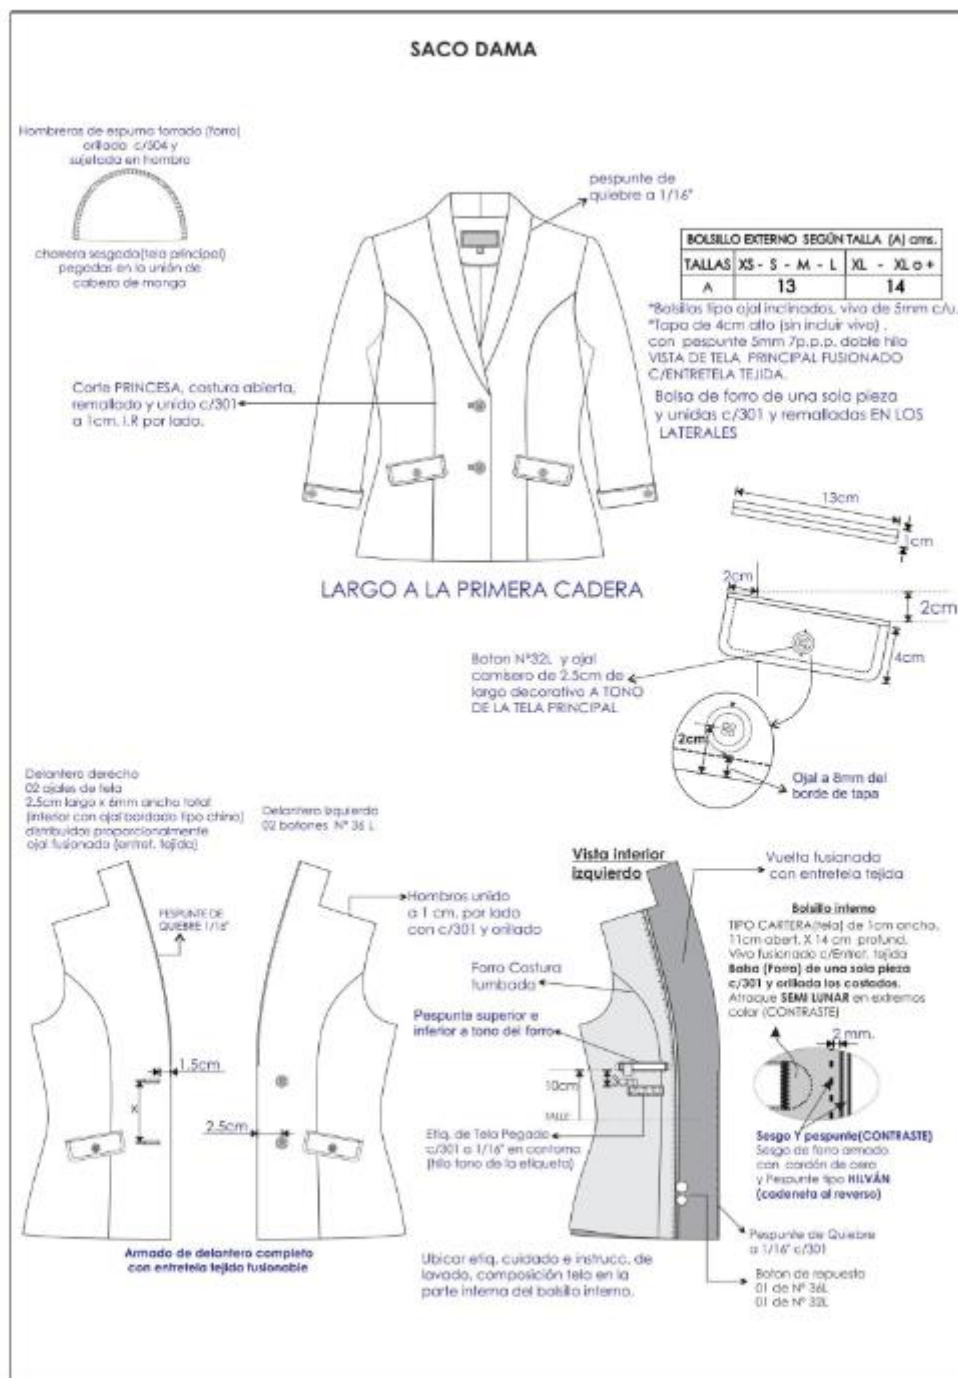 SACO DAMA
Hombreras de espuma forrado (forro)
orillado c/504 y
sujetada en hombro
chorrera sesgada(tela principal)
pegadas en la unión de
cabeza de manga
pespunte de
quiebre a 1/16"
BOLSILLO EXTERNO SEGÚN TALLA (A) cms.
TALLAS XS - S - M - L XL - XL o +
A 13 14
*Bolsillos tipo ojal inclinados, vivo de 5mm c/u.
*Tapa de 4cm alto (sin incluir vivo) ,
con pespunte 5mm 7p.p.p. doble hilo
VISTA DE TELA PRINCIPAL FUSIONADO
C/ENTRETELA TEJIDA.
Bolsa de forro de una sola pieza
y unidas c/301 y remalladas EN LOS
LATERALES
Corte PRINCESA, costura abierta,
remallado y unido c/301
a 1cm. I.R por lado.
13cm
1cm
LARGO A LA PRIMERA CADERA
2cm
2cm
4cm
Boton N°32L y ojal
camisero de 2.5cm de
largo decorativo A TONO
DE LA TELA PRINCIPAL
2cm
Ojal a 8mm del
borde de tapa
Delantero derecho
02 ojales de tela
2.5cm largo x 6mm ancho total
(interior con ojal bordado tipo chino)
distribuidos proporcionalmente
ojal fusionado (entret. tejida)
Delantero izquierdo
02 botones N° 36 L
PESPUNTE DE
QUIEBRE 1/16"
Hombros unido
a 1 cm. por lado
con c/301 y orillado
Vista interior
izquierdo
Vuelta fusionada
con entretela tejida
Bolsillo interno
TIPO CARTERA(tela) de 1cm ancho,
11cm abert. X 14 cm profund.
Vivo fusionado c/Entret. tejida
Bolsa (Forro) de una sola pieza
c/301 y orillada los costados.
Atraque SEMI LUNAR en extremos
color (CONTRASTE)
Forro Costura
tumbada
Pespunte superior e
inferior a tono del forro
2 mm.
1.5cm
X
2.5cm
10cm
3cm
TALLE
Etiq. de Tela Pegado
c/301 a 1/16" en contorno
(hilo tono de la etiqueta)
Sesgo Y pespunte(CONTRASTE)
Sesgo de forro armado
con cordón de cera
y Pespunte tipo HILVÁN
(cadeneta al reverso)
Armado de delantero completo
con entretela tejida fusionable
Ubicar etiq. cuidado e instrucc. de
lavado, composición tela en la
parte interna del bolsillo interno.
Pespunte de Quiebre
a 1/16" c/301
Boton de repuesto
01 de N° 36L
01 de N° 32L